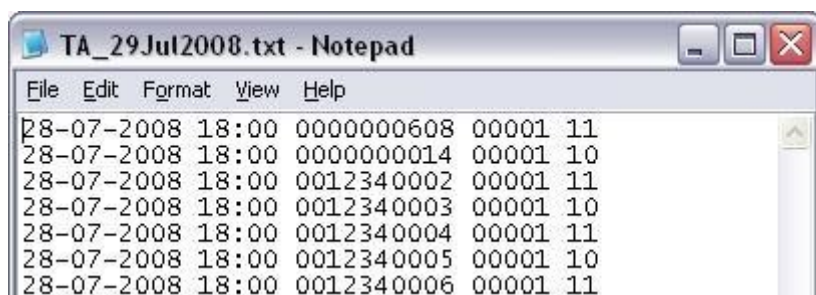 TA_29Jul2008.txt - Notepad
File Edit Format View Help
28-07-2008 18:00 0000000608 00001 11
28-07-2008 18:00 0000000014 00001 10
28-07-2008 18:00 0012340002 00001 11
28-07-2008 18:00 0012340003 00001 10
28-07-2008 18:00 0012340004 00001 11
28-07-2008 18:00 0012340005 00001 10
28-07-2008 18:00 0012340006 00001 11